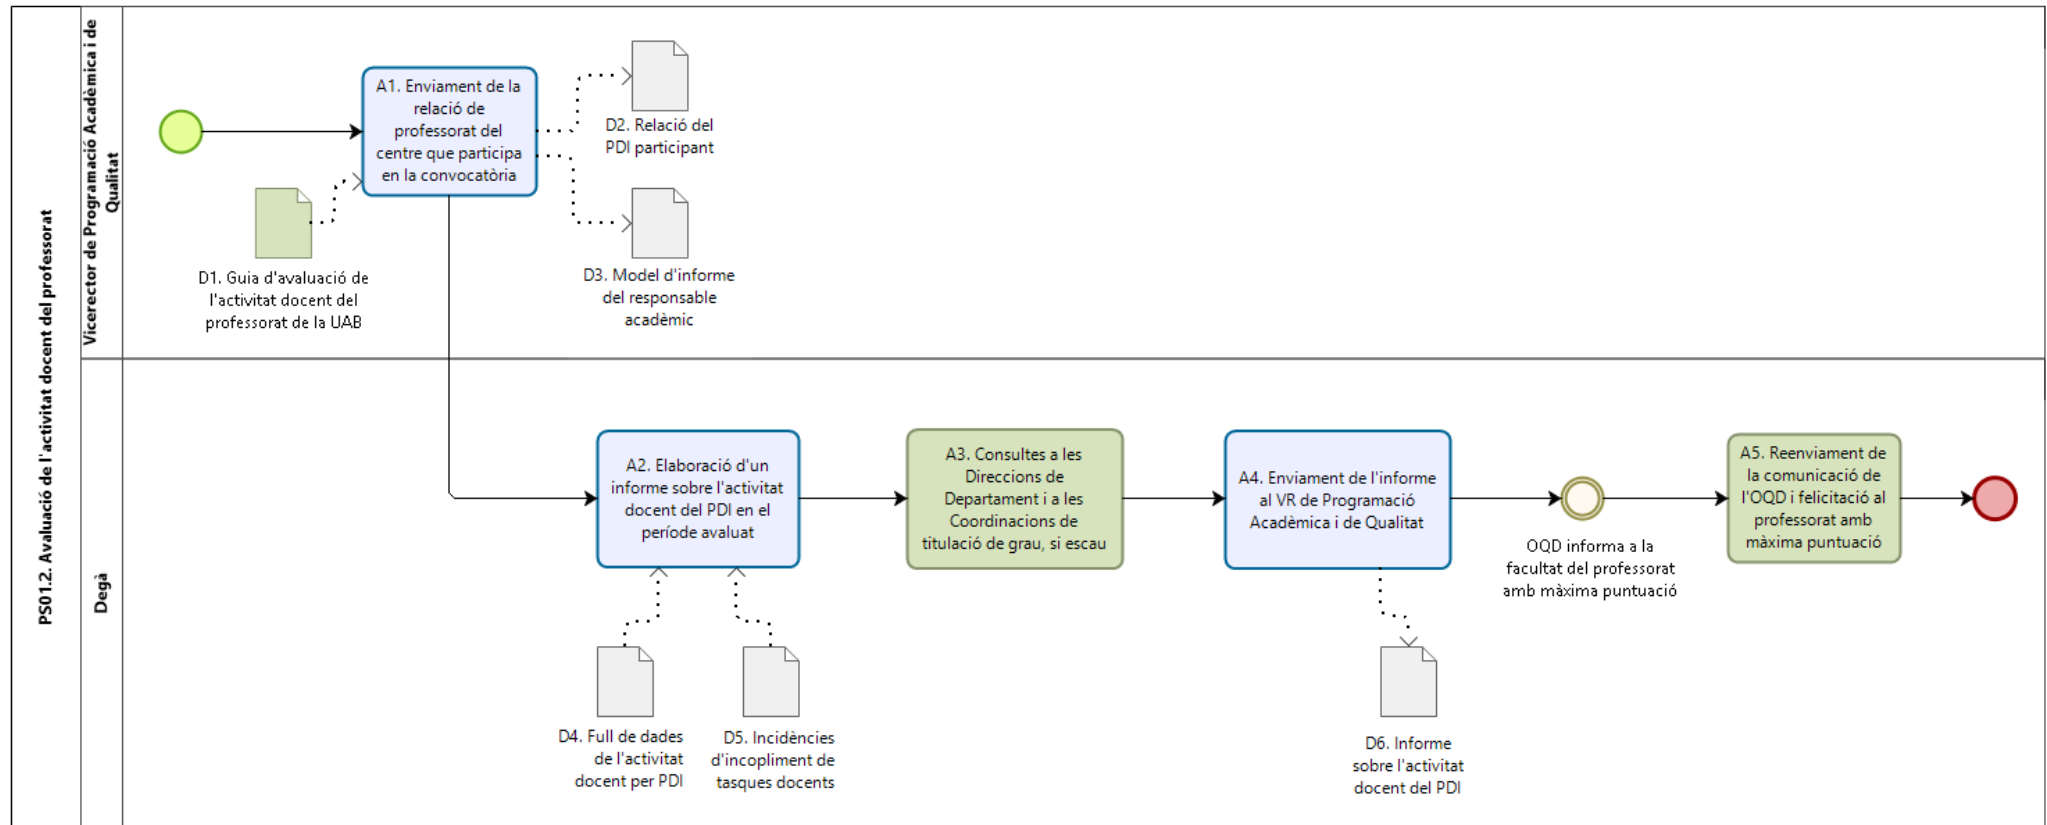 PS01.2. Avaluació de l'activitat docent del professorat
Vicerector de Programació Acadèmica i de
Qualitat
A1. Enviament de la
relació de
professorat del
centre que participa
en la convocatòria
D2. Relació del
PDI participant
D1. Guia d'avaluació de
l'activitat docent del
professorat de la UAB
D3. Model d'informe
del responsable
acadèmic
Degà
A2. Elaboració d'un
informe sobre l'activitat
docent del PDI en el
període avaluat
A3. Consultes a les
Direccions de
Departament i a les
Coordinacions de
titulació de grau, si escau
A4. Enviament de l'informe
al VR de Programació
Acadèmica i de Qualitat
OQD informa a la
facultat del professorat
amb màxima puntuació
A5. Reenviament de
la comunicació de
l'OQD i felicitació al
professorat amb
màxima puntuació
D4. Full de dades
de l'activitat
docent per PDI
D5. Incidències
d'incopliment de
tasques docents
D6. Informe
sobre l'activitat
docent del PDI